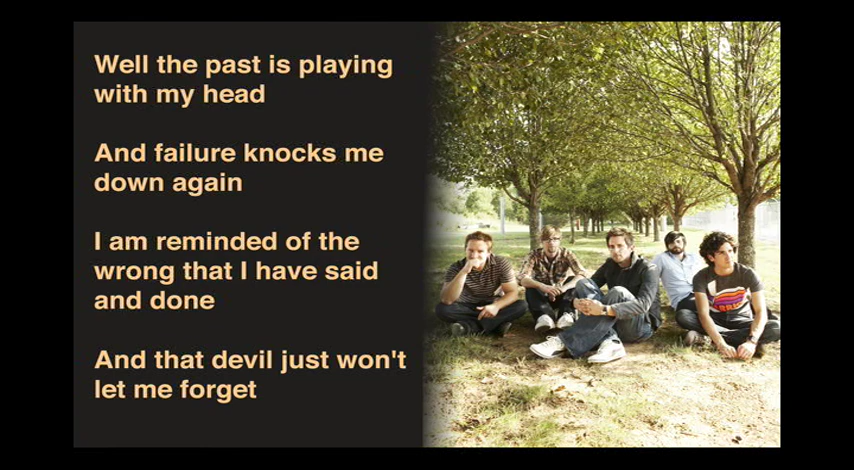 Well the past is playing
with my head
And failure knocks me
down again
I am reminded of the
wrong that I have said
and done
And that devil just won't
let me forget